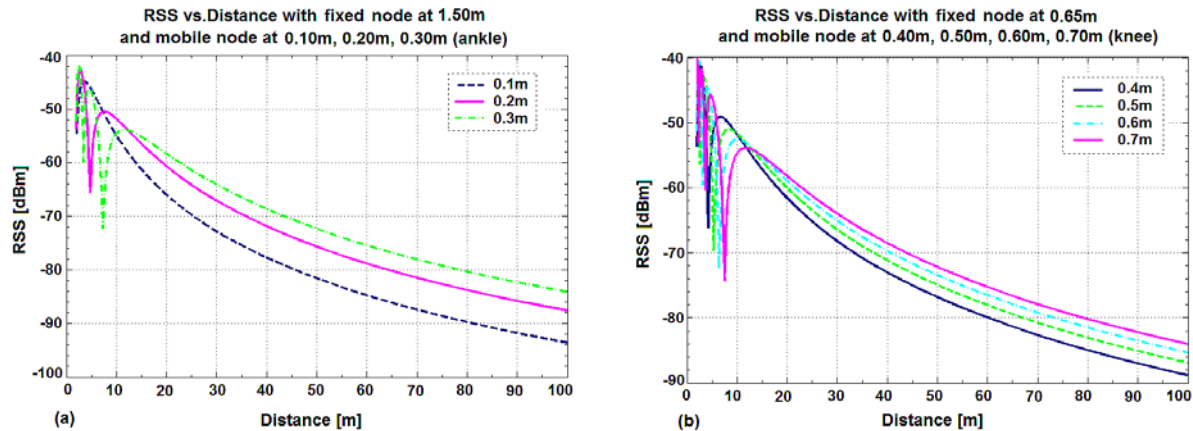 RSS vs.Distance with fixed node at 1.50m
and mobile node at 0.10m, 0.20m, 0.30m (ankle)
RSS [dBm]
-40
-50
-60
-70
-80
-90
-100
0.1m
0.2m
0.3m
0 10 20 30 40 50 60 70 80 90 100
(a) Distance [m]
RSS vs.Distance with fixed node at 0.65m
and mobile node at 0.40m, 0.50m, 0.60m, 0.70m (knee)
RSS [dBm]
-40
-50
-60
-70
-80
-90
0.4m
0.5m
0.6m
0.7m
0 5 10 20 30 40 50 60 70 80 90 100
(b) Distance [m]